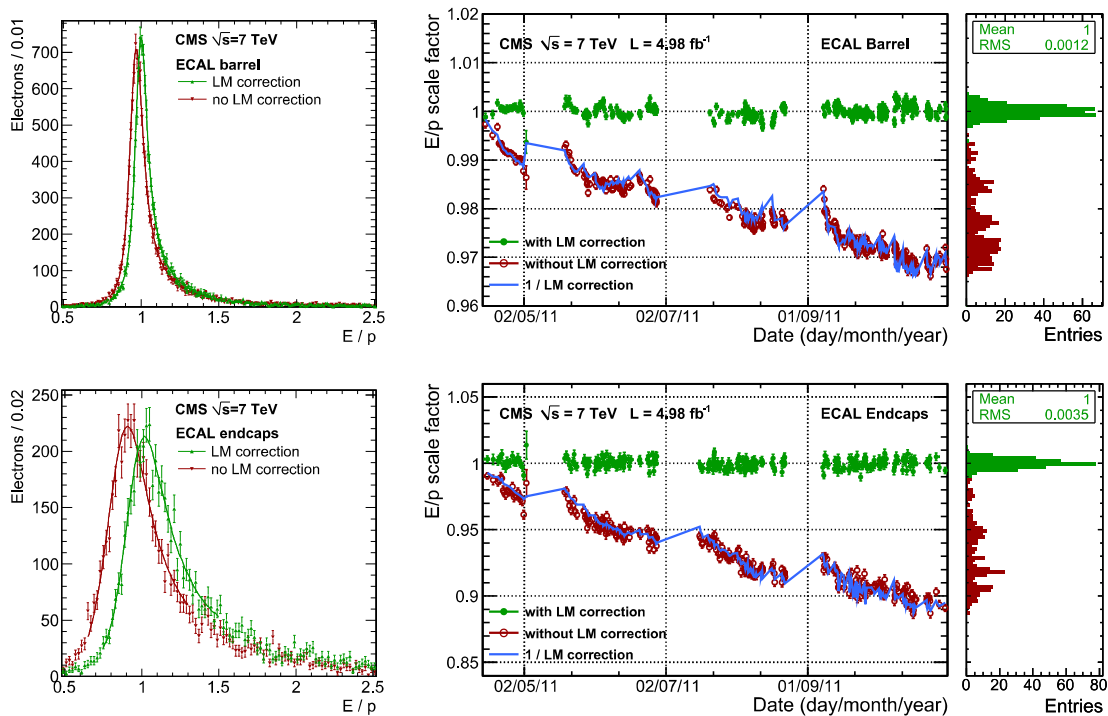 Electrons / 0.01
700
600
500
400
300
200
100
0
CMS √s=7 TeV
ECAL barrel
LM correction
no LM correction
0.5 1 1.5 2 2.5
E / p
E/p scale factor
1.02
1.01
1
0.99
0.98
0.97
0.96
CMS √s = 7 TeV L = 4.98 fb-1
ECAL Barrel
with LM correction
without LM correction
1 / LM correction
02/05/11 02/07/11 01/09/11
Date (day/month/year)
Mean 1
RMS 0.0012
0 20 40 60 80
Entries
Electrons / 0.02
250
200
150
100
50
0
CMS √s=7 TeV
ECAL endcaps
LM correction
no LM correction
0.5 1 1.5 2 2.5
E / p
E/p scale factor
1.05
1
0.95
0.9
0.85
CMS √s = 7 TeV L = 4.98 fb-1
ECAL Endcaps
with LM correction
without LM correction
1 / LM correction
02/05/11 02/07/11 01/09/11
Date (day/month/year)
Mean 1
RMS 0.0035
0 20 40 60 80
Entries